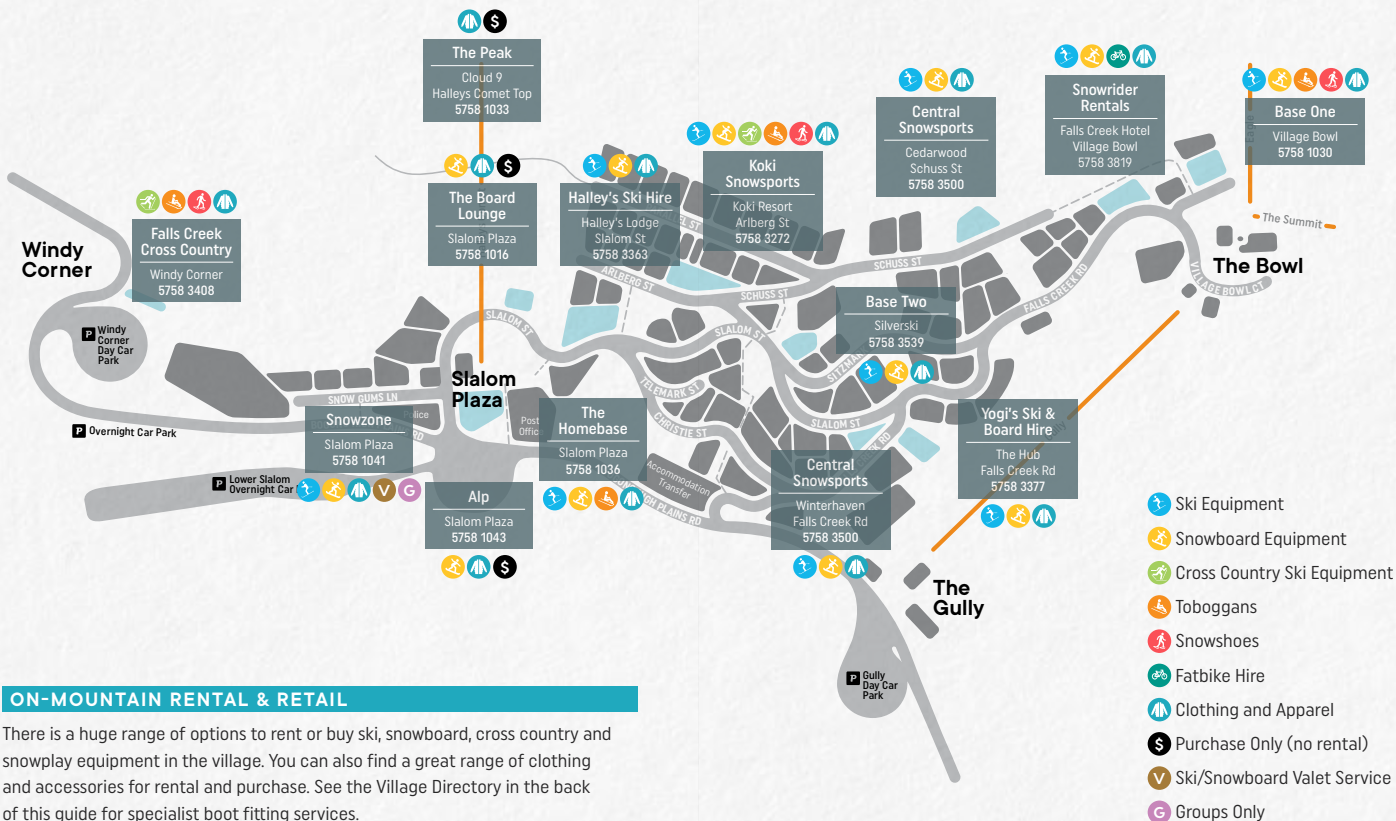 The Peak
Cloud 9
Halleys Comet Top
5758 1033
The Board
Lounge
Slalom Plaza
5758 1016
Halley's Ski Hire
Halley's Lodge
Slalom St
5758 3363
Koki
Snowsports
Koki Resort
Arlberg St
5758 3272
Central
Snowsports
Cedarwood
Schuss St
5758 3500
Snowrider
Rentals
Falls Creek Hotel
Village Bowl
5758 3819
Base One
Village Bowl
5758 1030
Eagle
The Summit
The Bowl
VILLAGE BOWL CT
Falls Creek
Cross Country
Windy Corner
5758 3408
Windy
Corner
P Windy
Corner
Day Car
Park
P Overnight Car Park
P Lower Slalom
Overnight Car
SNOW GUMS LN
Police
Slalom
Plaza
SLALOM ST
ARLBERG ST
SCHUSS ST
SCHUSS ST
SLALOM ST
FALLS CREEK RD
TELEMARK ST
CHRISTIE ST
SLALOM ST
Post
Office
Accommodation
Transfer
PLAINS RD
Base Two
Silverski
5758 3539
Snowzone
Slalom Plaza
5758 1041
V
G
Alp
Slalom Plaza
5758 1043
$
The
Homebase
Slalom Plaza
5758 1036
Central
Snowsports
Winterhaven
Falls Creek Rd
5758 3500
Yogi's Ski &
Board Hire
The Hub
Falls Creek Rd
5758 3377
The
Gully
P Gully
Day Car
Park
Ski Equipment
Snowboard Equipment
Cross Country Ski Equipment
Toboggans
Snowshoes
Fatbike Hire
Clothing and Apparel
$ Purchase Only (no rental)
V Ski/Snowboard Valet Service
G Groups Only
ON-MOUNTAIN RENTAL & RETAIL
There is a huge range of options to rent or buy ski, snowboard, cross country and
snowplay equipment in the village. You can also find a great range of clothing
and accessories for rental and purchase. See the Village Directory in the back
of this guide for specialist boot fitting services.